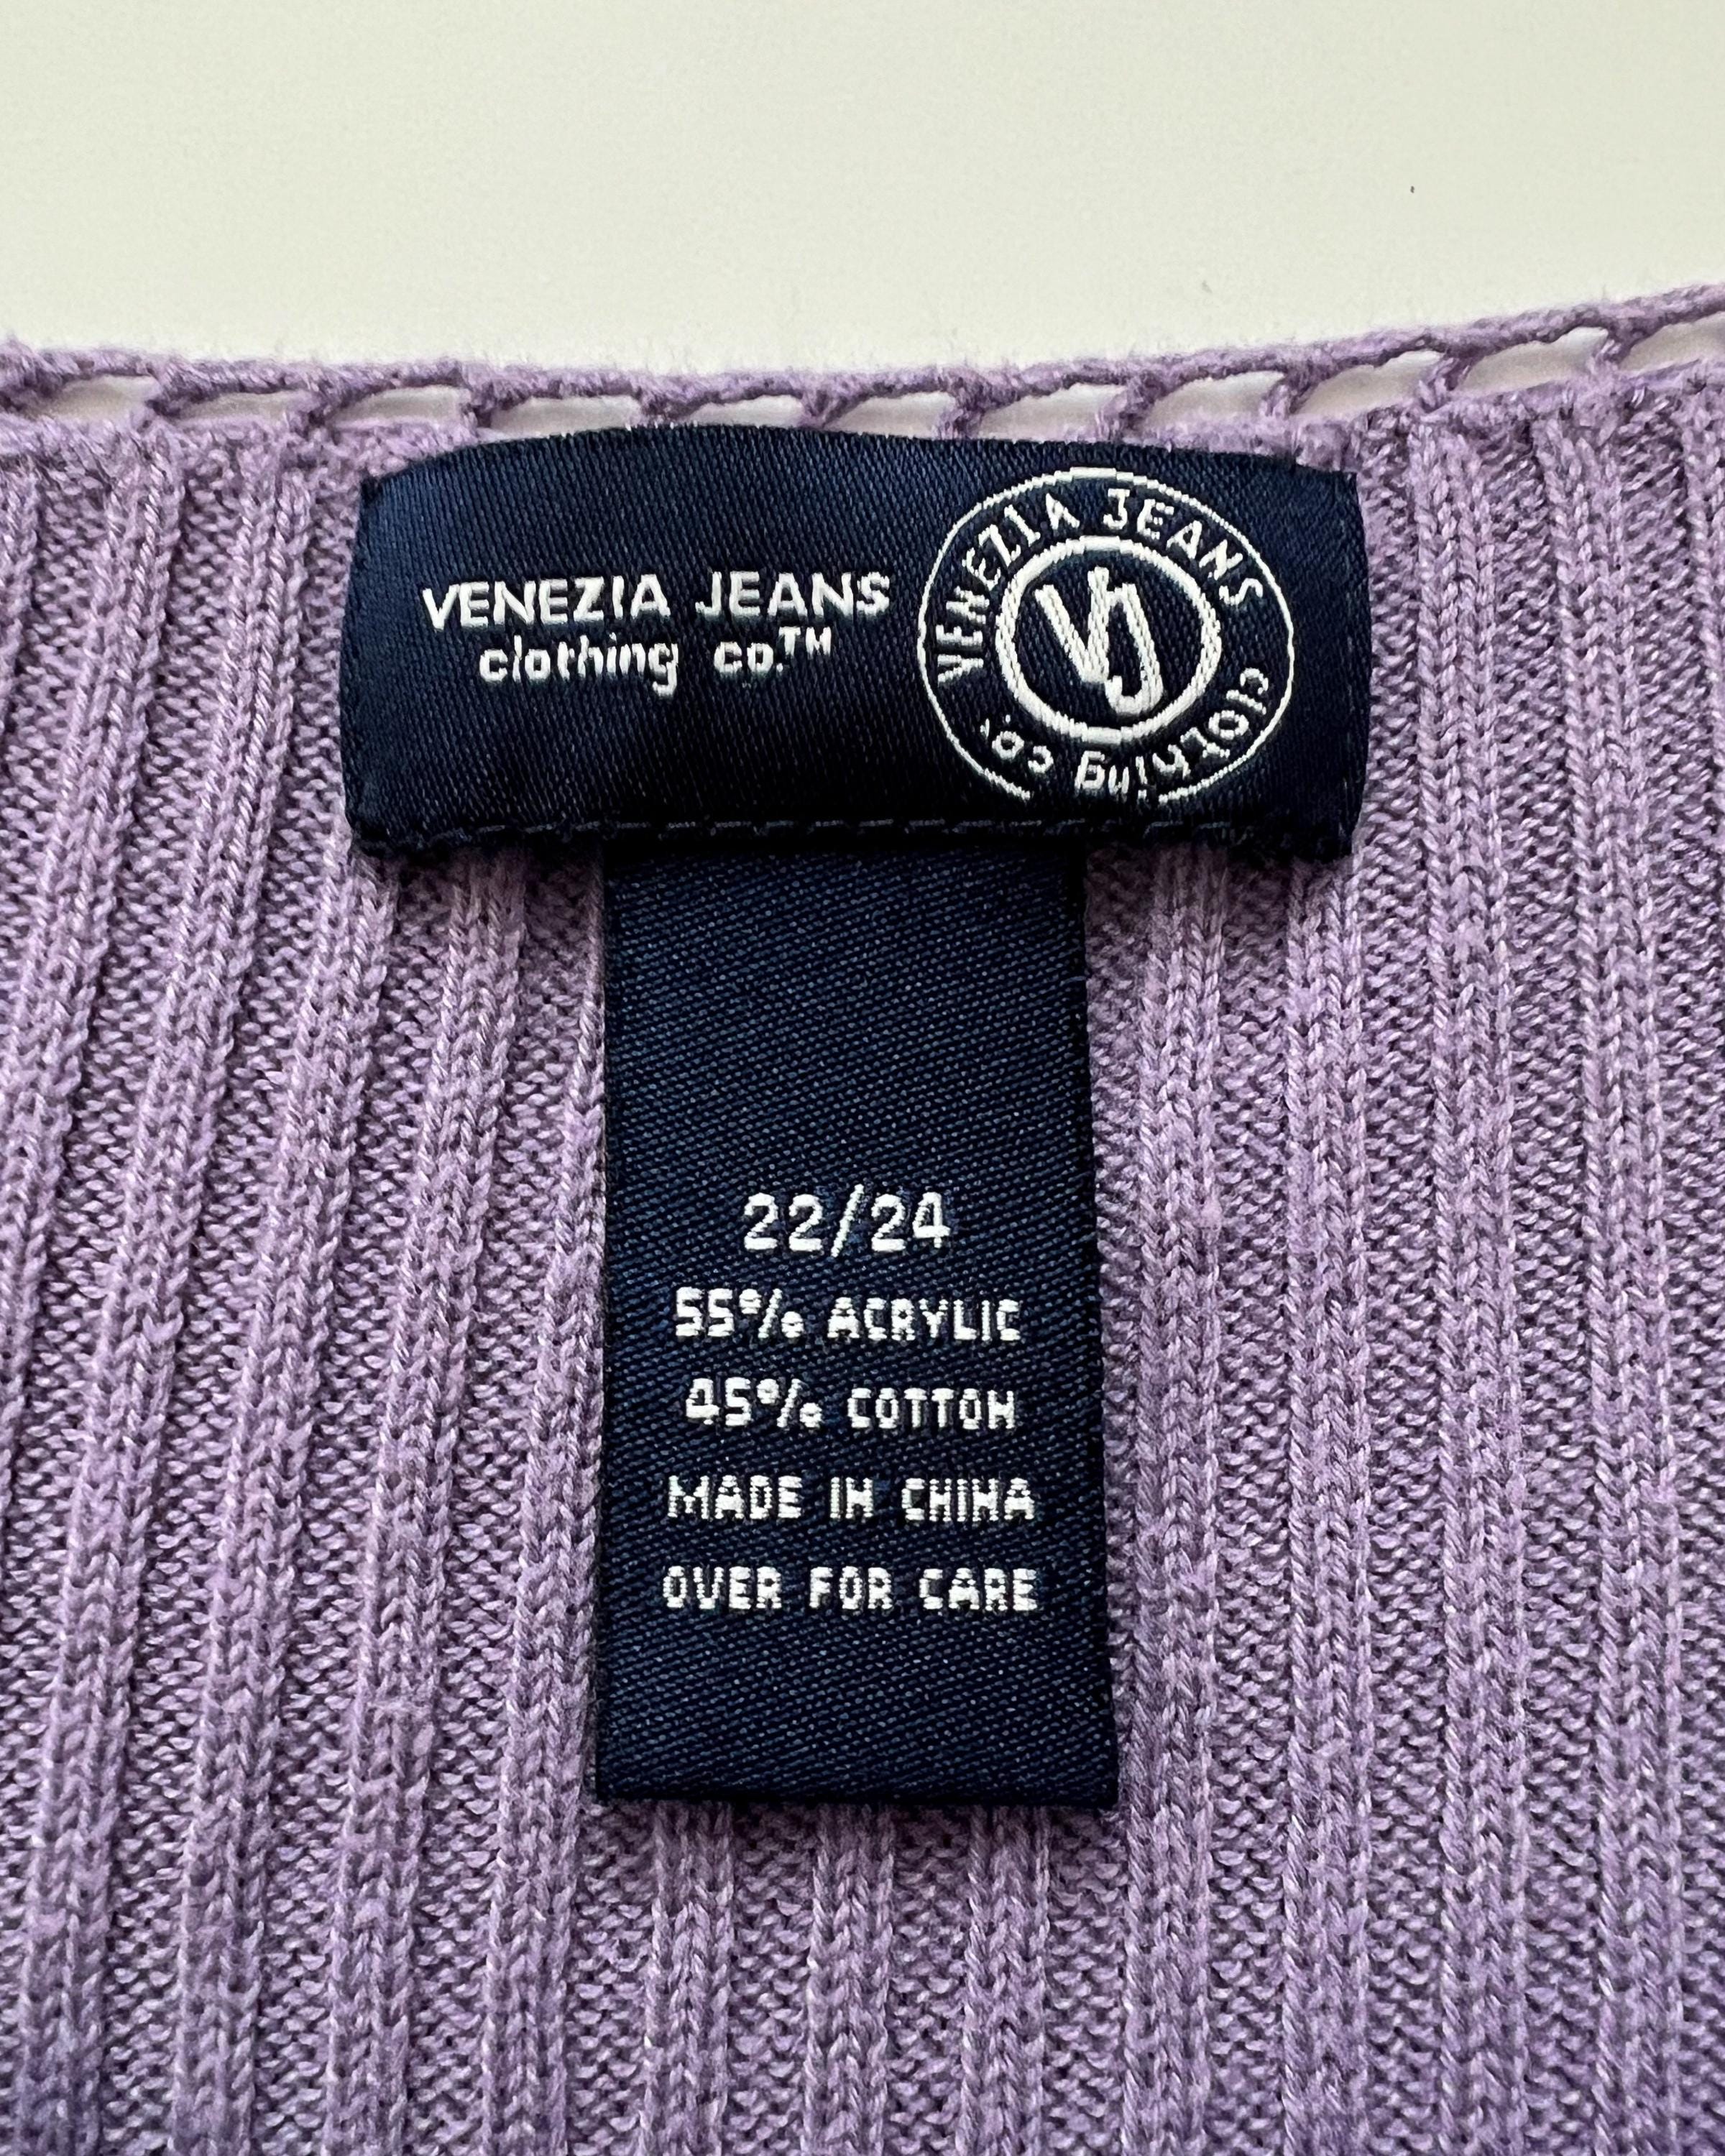 VENEZIA JEANS
clothing co.™
VENEZIA JEANS
clothing co.
VJ
22/24
55% ACRYLIC
45% COTTON
MADE IN CHINA
OVER FOR CARE